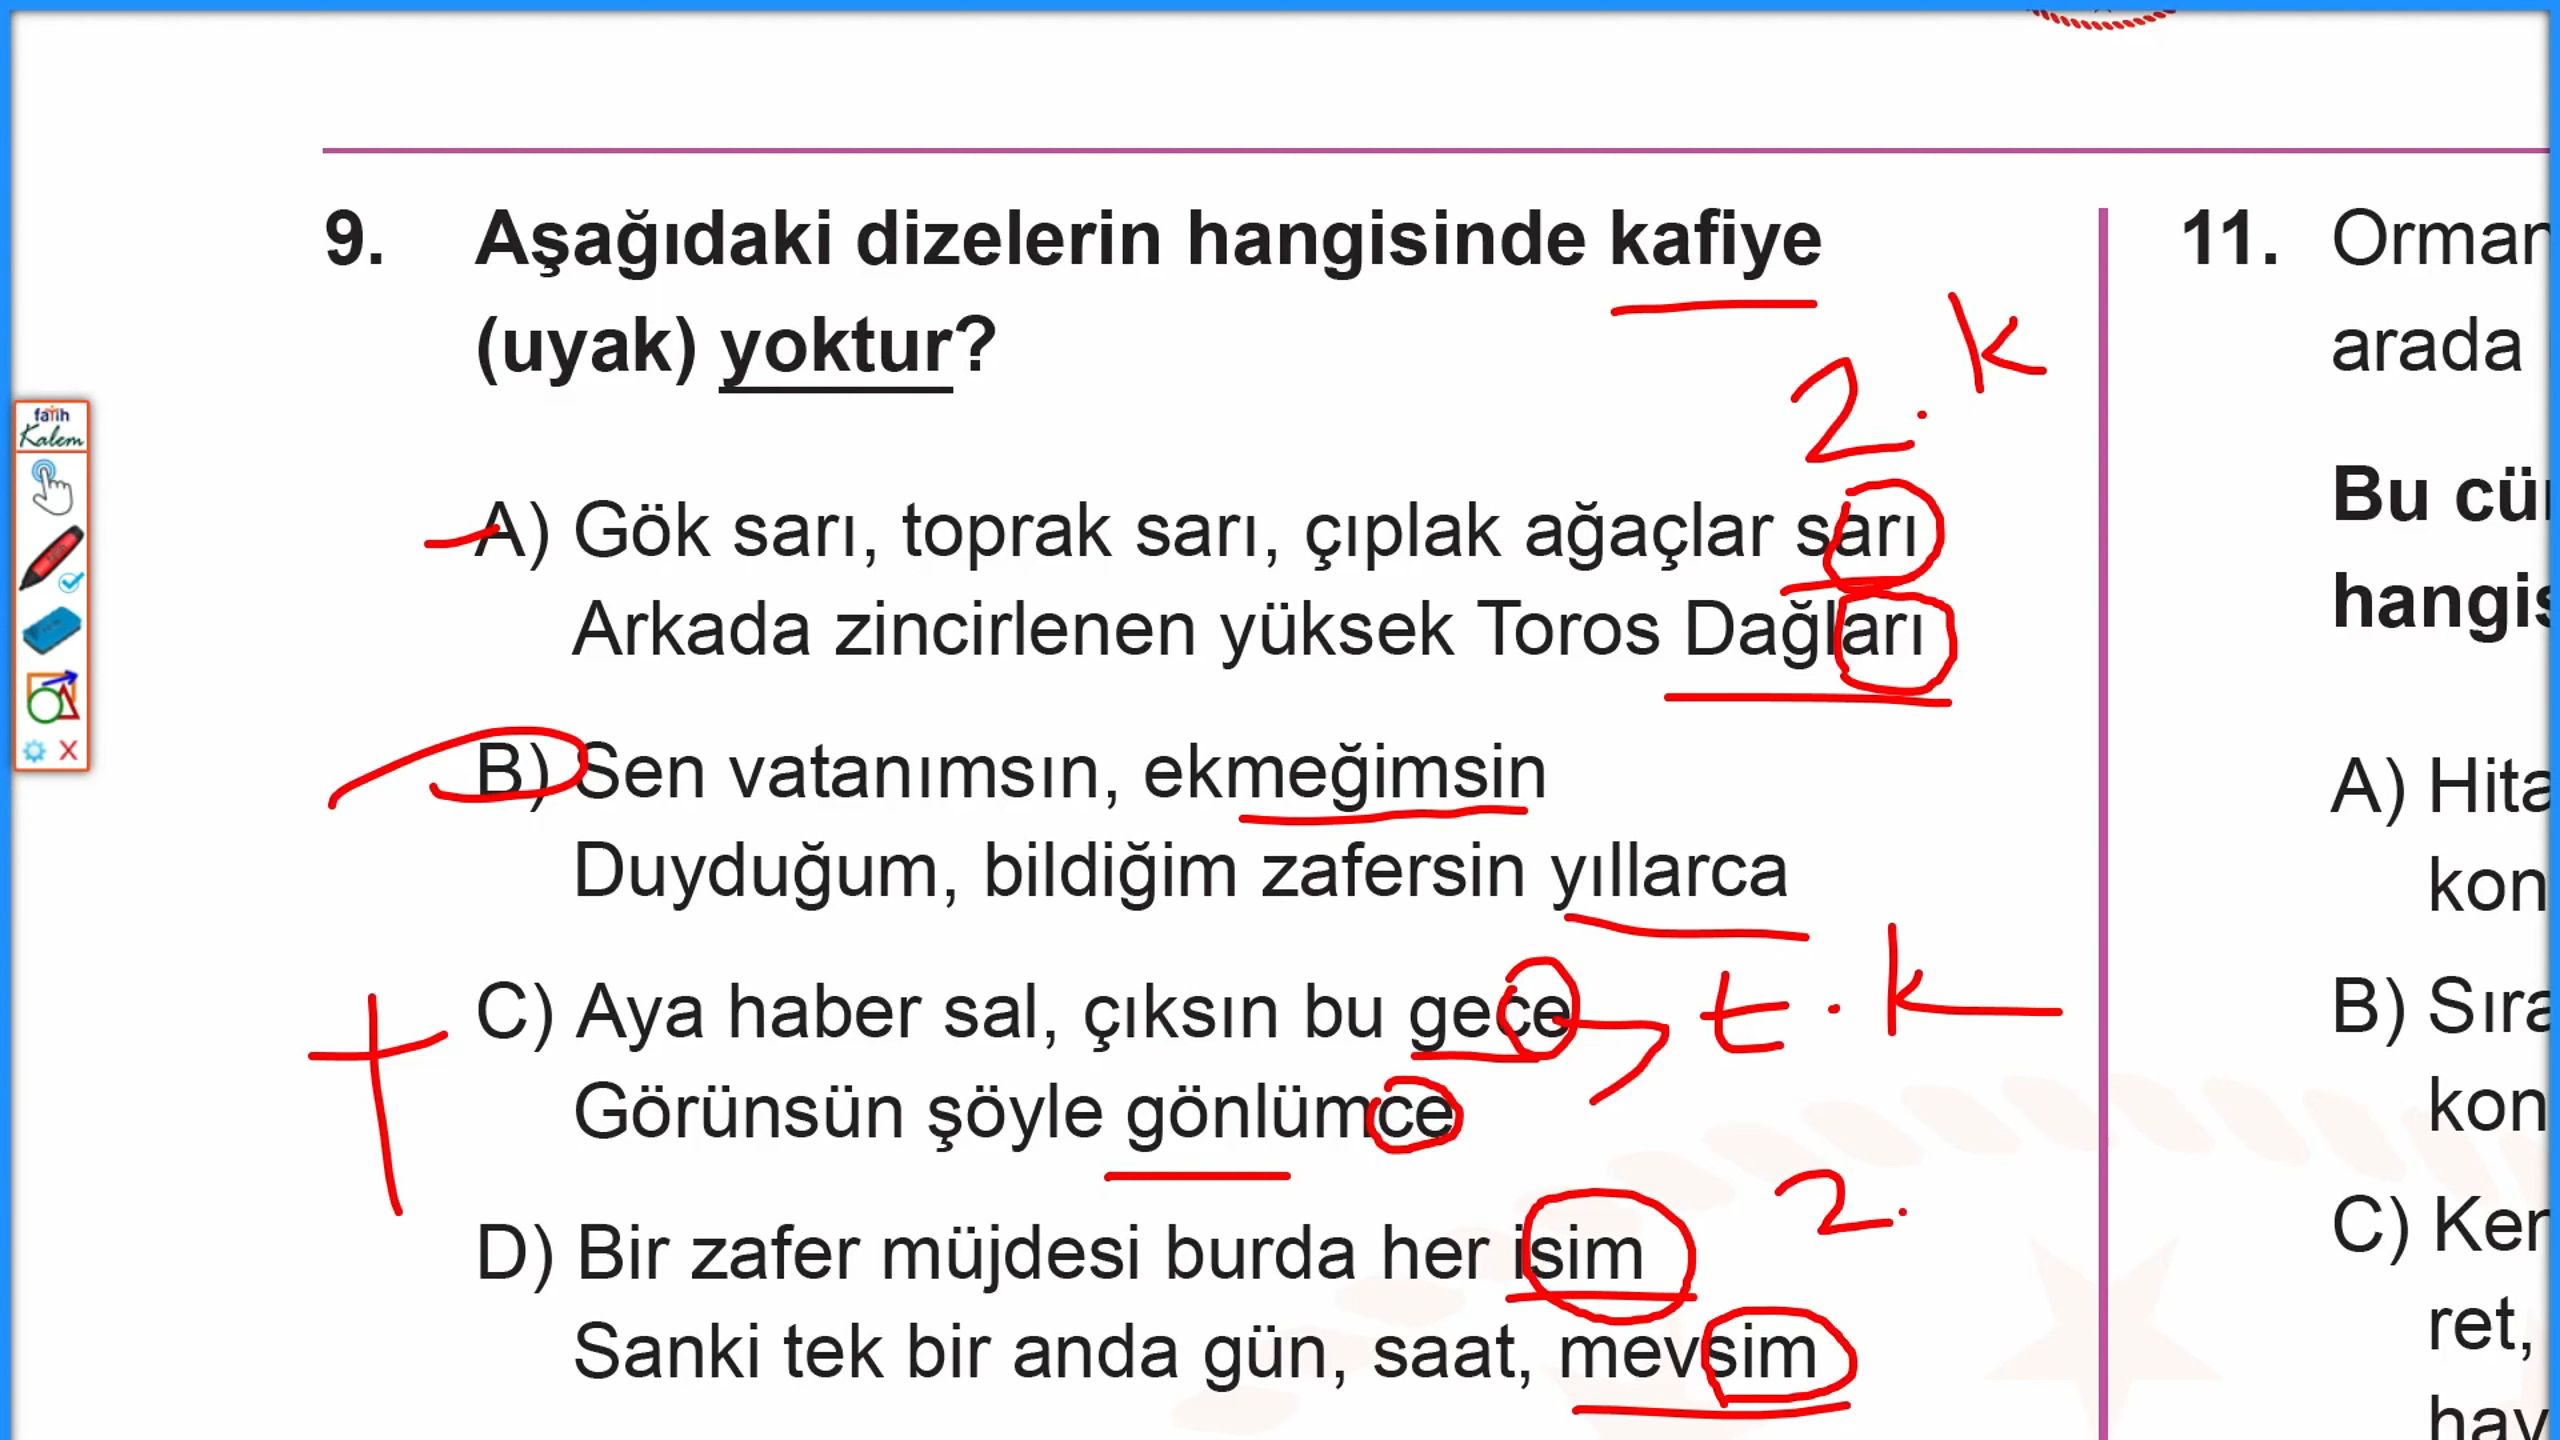 9. Aşağıdaki dizelerin hangisinde kafiye
(uyak) yoktur?
2. k
A) Gök sarı, toprak sarı, çıplak ağaçlar sarı
Arkada zincirlenen yüksek Toros Dağları
B) Sen vatanımsın, ekmeğimsin
Duyduğum, bildiğim zafersin yıllarca
C) Aya haber sal, çıksın bu gece
t. k
Görünsün şöyle gönlümce
D) Bir zafer müjdesi burda her isim
2.
Sanki tek bir anda gün, saat, mevsim
11. Orman
arada
Bu cü
hangis
A) Hita
kon
B) Sıra
kon
C) Ker
ret,
hay
fatih
Kalem